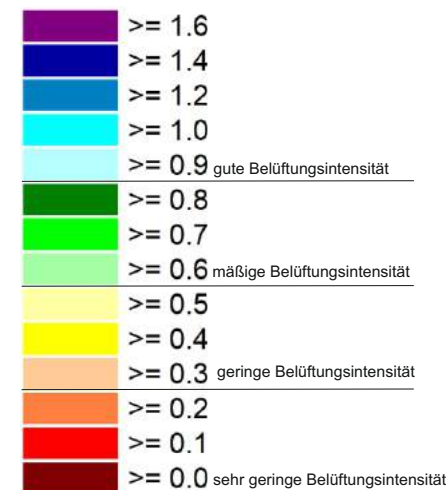 >= 1.6
>= 1.4
>= 1.2
>= 1.0
>= 0.9 gute Belüftungsintensität
>= 0.8
>= 0.7
>= 0.6 mäßige Belüftungsintensität
>= 0.5
>= 0.4
>= 0.3 geringe Belüftungsintensität
>= 0.2
>= 0.1
>= 0.0 sehr geringe Belüftungsintensität